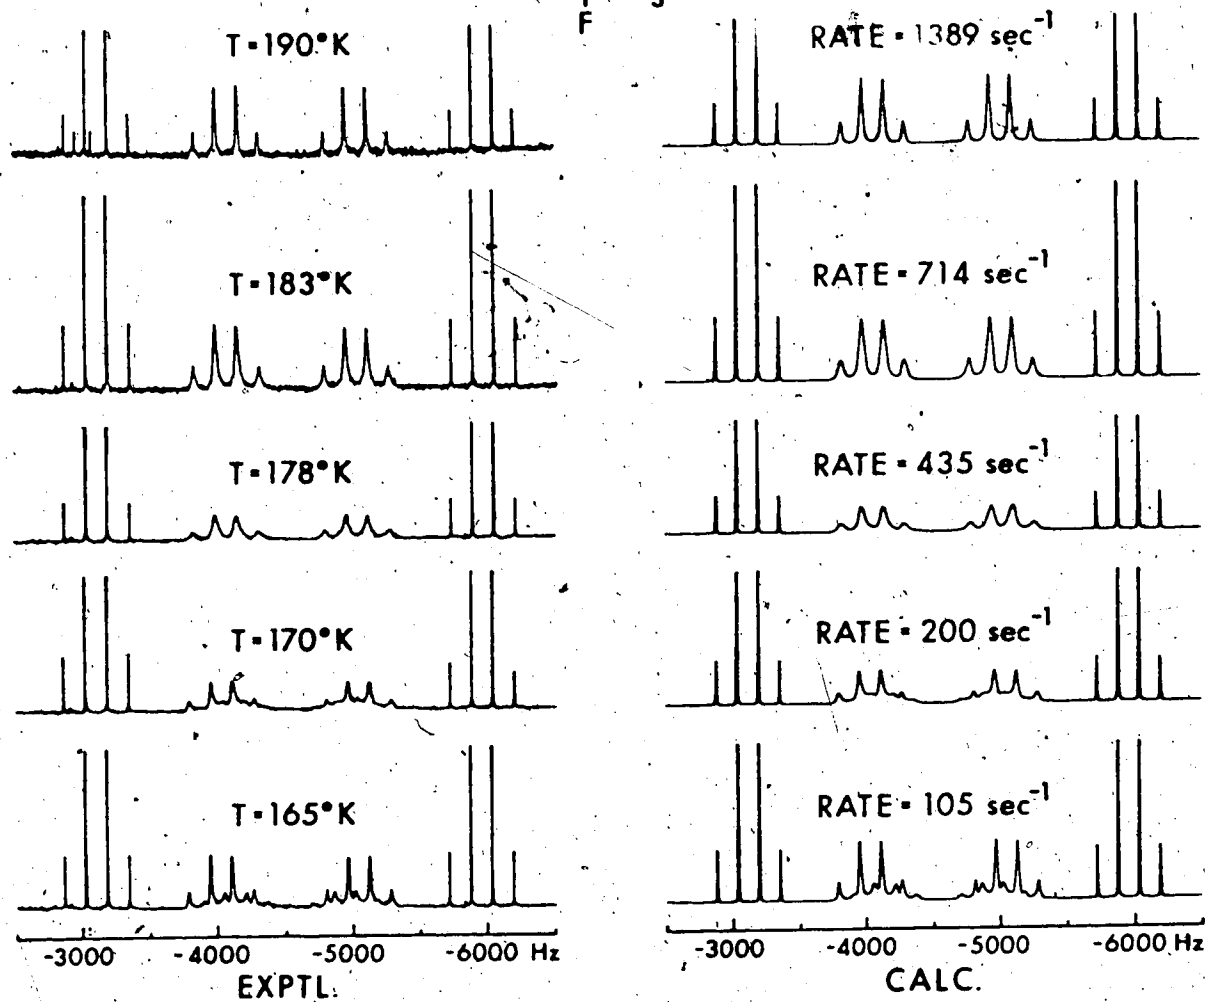 F
T = 190°K
RATE = 1389 sec⁻¹
T = 183°K
RATE = 714 sec⁻¹
T = 178°K
RATE = 435 sec⁻¹
T = 170°K
RATE = 200 sec⁻¹
T = 165°K
RATE = 105 sec⁻¹
-3000 -4000 -5000 -6000 Hz
-3000 -4000 -5000 -6000 Hz
EXPTL.
CALC.